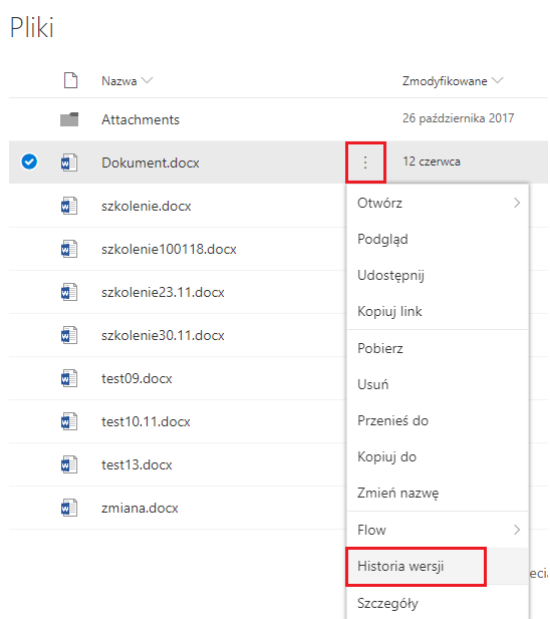 Pliki
Nazwa Zmodyfikowane
Attachments 26 października 2017
Dokument.docx 12 czerwca
szkolenie.docx Otwórz
Podgląd
szkolenie100118.docx
Udostępnij
szkolenie23.11.docx
Kopiuj link
szkolenie30.11.docx
Pobierz
test09.docx
Usuń
test10.11.docx Przenieś do
Kopiuj do
test13.docx
Zmień nazwę
zmiana.docx
Flow
Historia wersji
Szczegóły